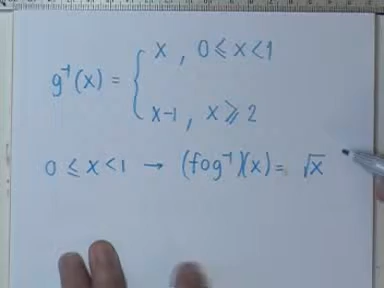 g⁻¹(x) = { x , 0 ≤ x < 1
x-1 , x ≥ 2
0 ≤ x < 1 → (fog⁻¹)(x) = √x